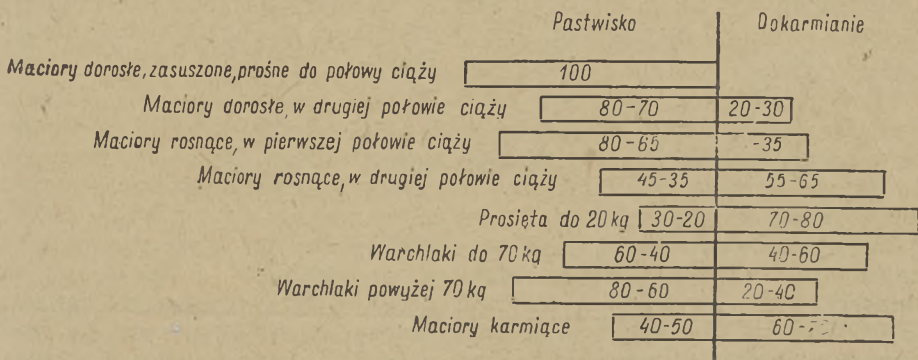 Pastwisko Dokarmianie
Maciory dorosłe, zasuszone, prośne do połowy ciąży 100
Maciory dorosłe, w drugiej połowie ciąży 80-70 20-30
Maciory rosnące, w pierwszej połowie ciąży 80-65 -35
Maciory rosnące, w drugiej połowie ciąży 45-35 55-65
Prosięta do 20 kg 30-20 70-80
Warchlaki do 70 kg 60-40 40-60
Warchlaki powyżej 70 kg 80-60 20-40
Maciory karmiące 40-50 60-